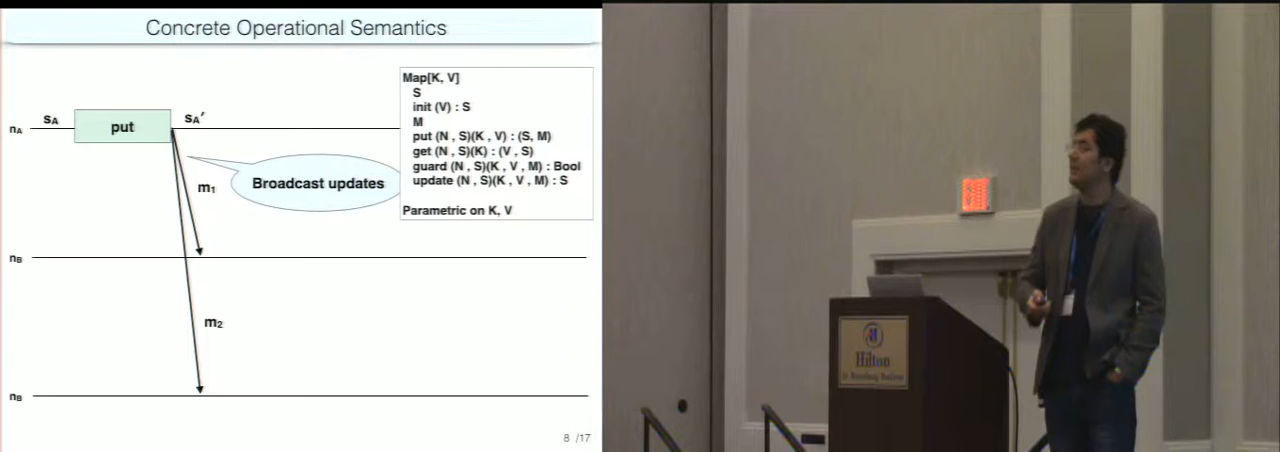 Concrete Operational Semantics
Map[K, V]
S
init (V) : S
M
put (N , S)(K , V) : (S, M)
get (N , S)(K) : (V , S)
guard (N , S)(K , V , M) : Bool
update (N , S)(K , V , M) : S
Parametric on K, V
nA
sA
put
sA′
Broadcast updates
m1
nB
m2
nB
8 /17
Hilton